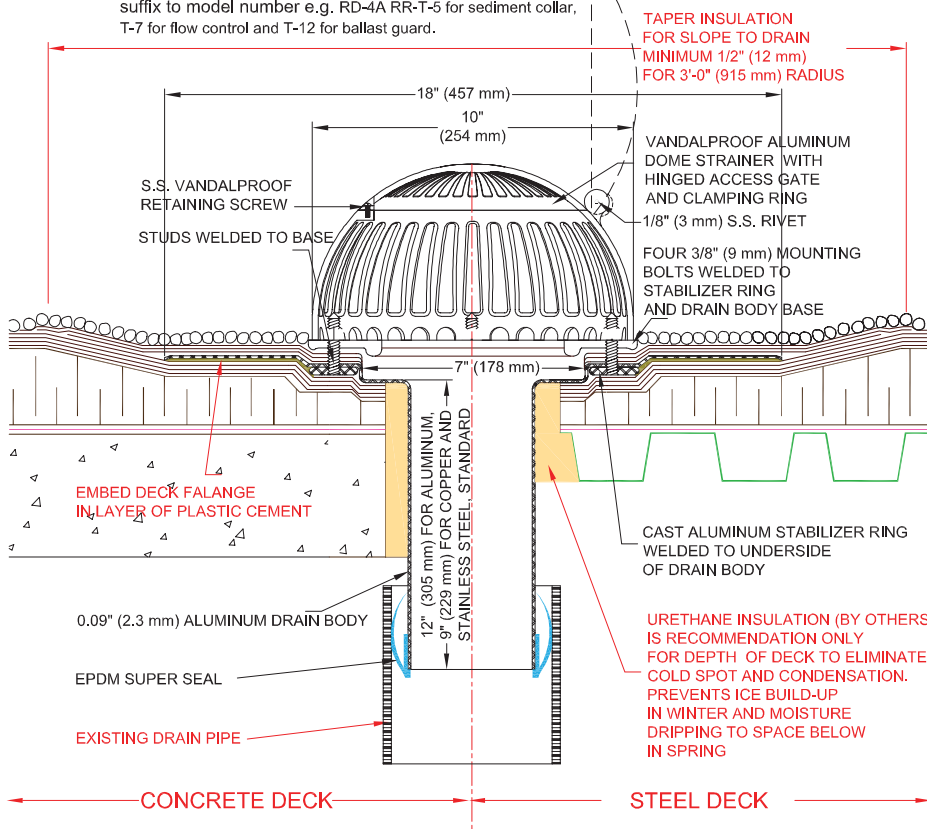 suffix to model number e.g. RD-4A RR-T-5 for sediment collar,
T-7 for flow control and T-12 for ballast guard.
TAPER INSULATION
FOR SLOPE TO DRAIN
MINIMUM 1/2" (12 mm)
FOR 3'-0" (915 mm) RADIUS
18" (457 mm)
10"
(254 mm)
VANDALPROOF ALUMINUM
DOME STRAINER WITH
HINGED ACCESS GATE
AND CLAMPING RING
S.S. VANDALPROOF
RETAINING SCREW
1/8" (3 mm) S.S. RIVET
STUDS WELDED TO BASE
FOUR 3/8" (9 mm) MOUNTING
BOLTS WELDED TO
STABILIZER RING
AND DRAIN BODY BASE
7" (178 mm)
12" (305 mm) FOR ALUMINUM,
9" (229 mm) FOR COPPER AND
STAINLESS STEEL, STANDARD
EMBED DECK FALANGE
IN LAYER OF PLASTIC CEMENT
CAST ALUMINUM STABILIZER RING
WELDED TO UNDERSIDE
OF DRAIN BODY
0.09" (2.3 mm) ALUMINUM DRAIN BODY
URETHANE INSULATION (BY OTHERS
IS RECOMMENDATION ONLY
FOR DEPTH OF DECK TO ELIMINATE
COLD SPOT AND CONDENSATION.
PREVENTS ICE BUILD-UP
IN WINTER AND MOISTURE
DRIPPING TO SPACE BELOW
IN SPRING
EPDM SUPER SEAL
EXISTING DRAIN PIPE
CONCRETE DECK
STEEL DECK